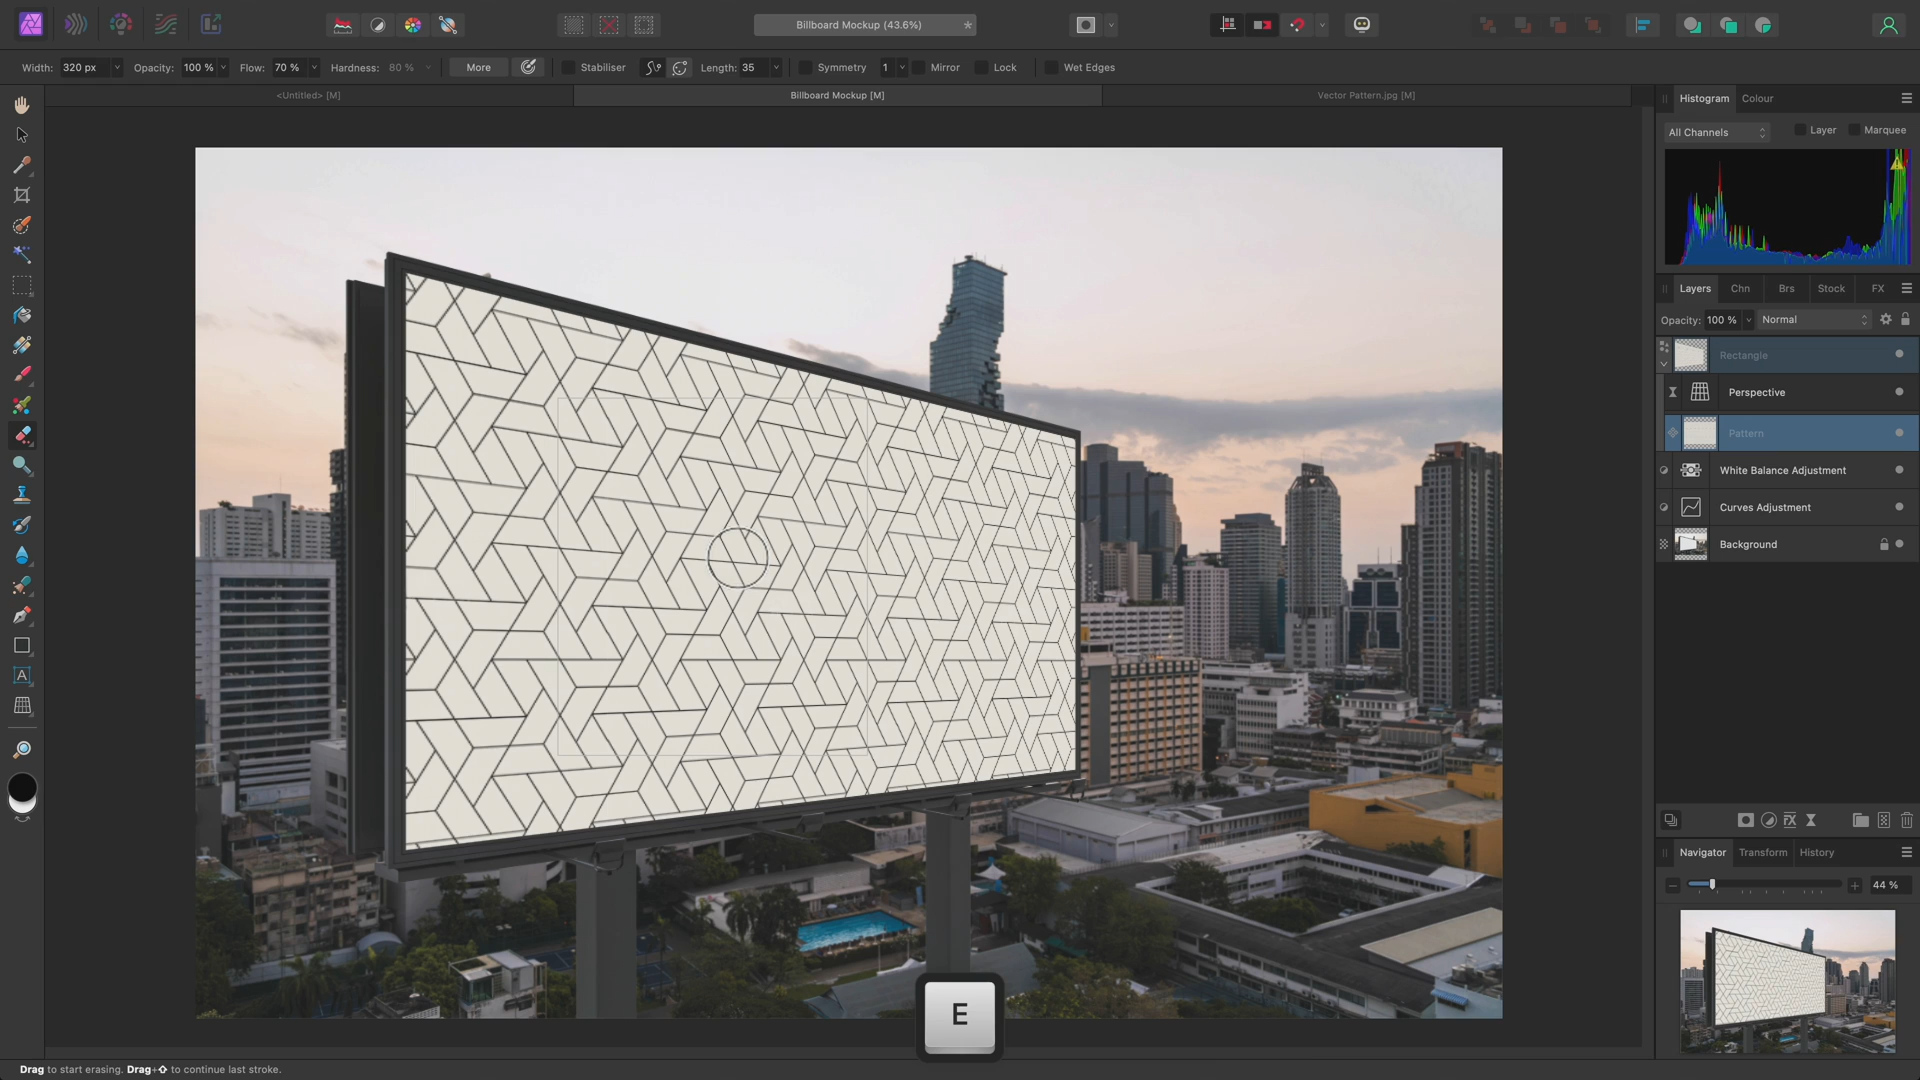 Billboard Mockup (43.6%)
*
Width: 320 px Opacity: 100 % Flow: 70 % Hardness: 80 % More Stabiliser Length: 35 Symmetry 1 Mirror Lock Wet Edges
<Untitled> [M]
Billboard Mockup [M]
Vector Pattern.jpg [M]
Histogram Colour
All Channels Layer Marquee
Layers Chn Brs Stock FX
Opacity: 100 % Normal
Rectangle
Perspective
Pattern
White Balance Adjustment
Curves Adjustment
Background
FX
Navigator Transform History
44 %
A
E
Drag to start erasing. Drag+⇧ to continue last stroke.